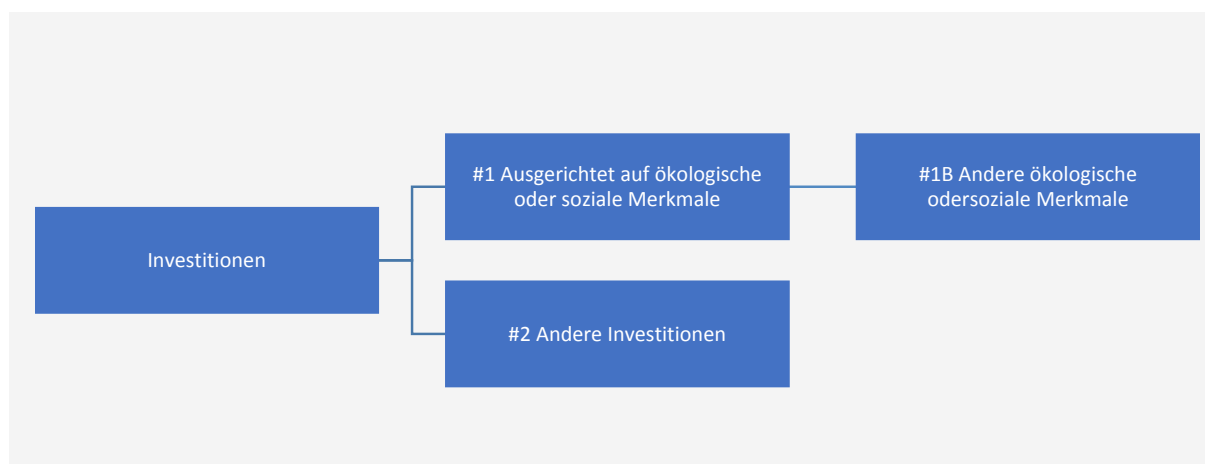 Investitionen
#1 Ausgerichtet auf ökologische
oder soziale Merkmale
#1B Andere ökologische
odersoziale Merkmale
#2 Andere Investitionen